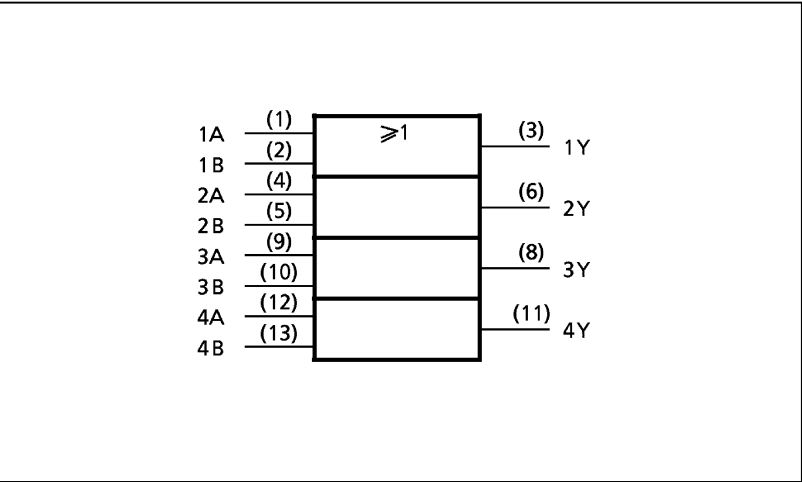 (1)
1A
⩾1
(3)
1Y
(2)
1B
(4)
2A
(6)
2Y
(5)
2B
(9)
3A
(8)
3Y
(10)
3B
(12)
4A
(11)
4Y
(13)
4B